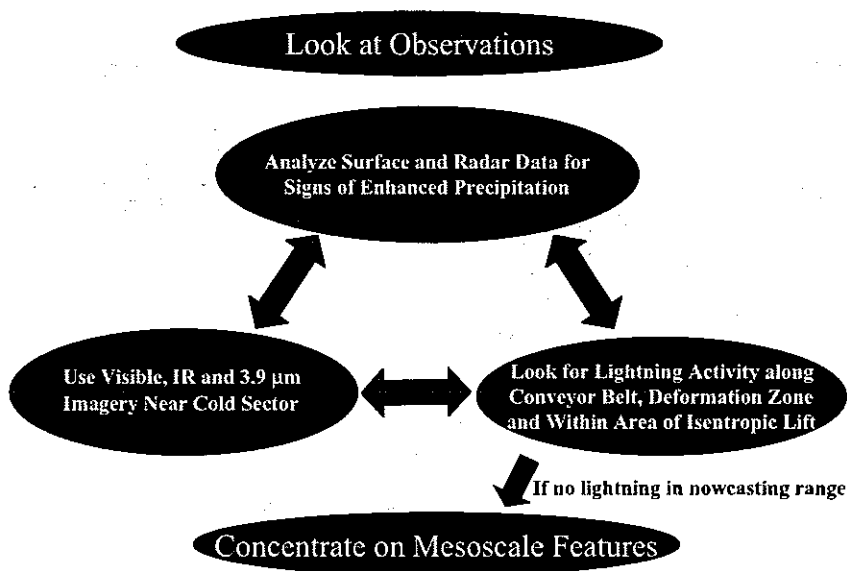 Look at Observations
Analyze Surface and Radar Data for
Signs of Enhanced Precipitation
Use Visible, IR and 3.9 μm
Imagery Near Cold Sector
Look for Lightning Activity along
Conveyor Belt, Deformation Zone
and Within Area of Isentropic Lift
If no lightning in nowcasting range
Concentrate on Mesoscale Features